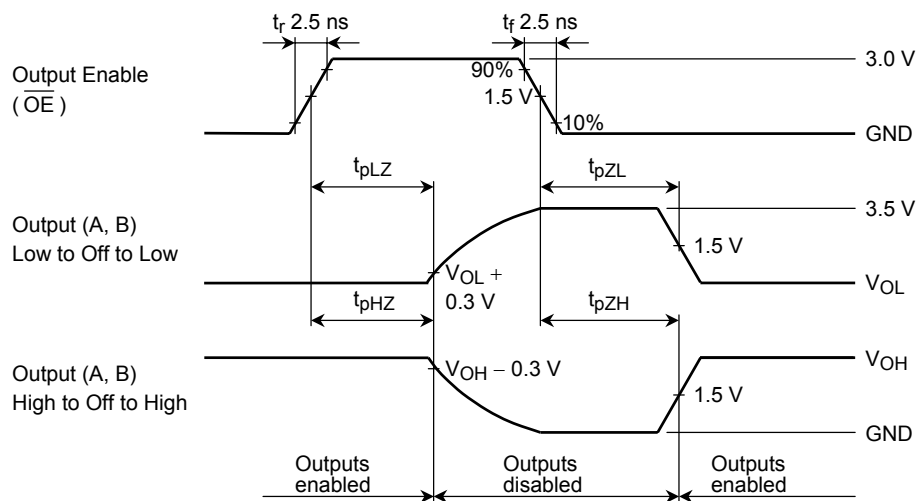 tr 2.5 ns
tf 2.5 ns
Output Enable
( OE )
90%
1.5 V
10%
3.0 V
GND
tpLZ
tpZL
Output (A, B)
Low to Off to Low
3.5 V
1.5 V
VOL +
0.3 V
VOL
tpHZ
tpZH
Output (A, B)
High to Off to High
VOH − 0.3 V
VOH
1.5 V
GND
Outputs
enabled
Outputs
disabled
Outputs
enabled